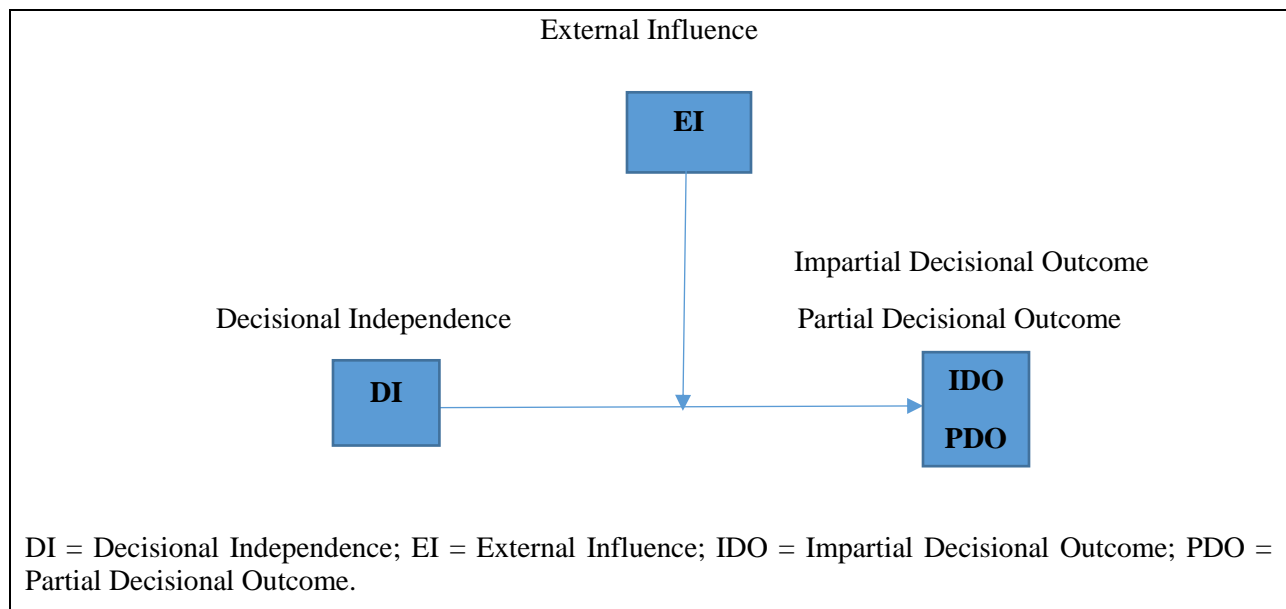 External Influence
EI
Impartial Decisional Outcome
Decisional Independence
Partial Decisional Outcome
DI
IDO
PDO
DI = Decisional Independence; EI = External Influence; IDO = Impartial Decisional Outcome; PDO =
Partial Decisional Outcome.